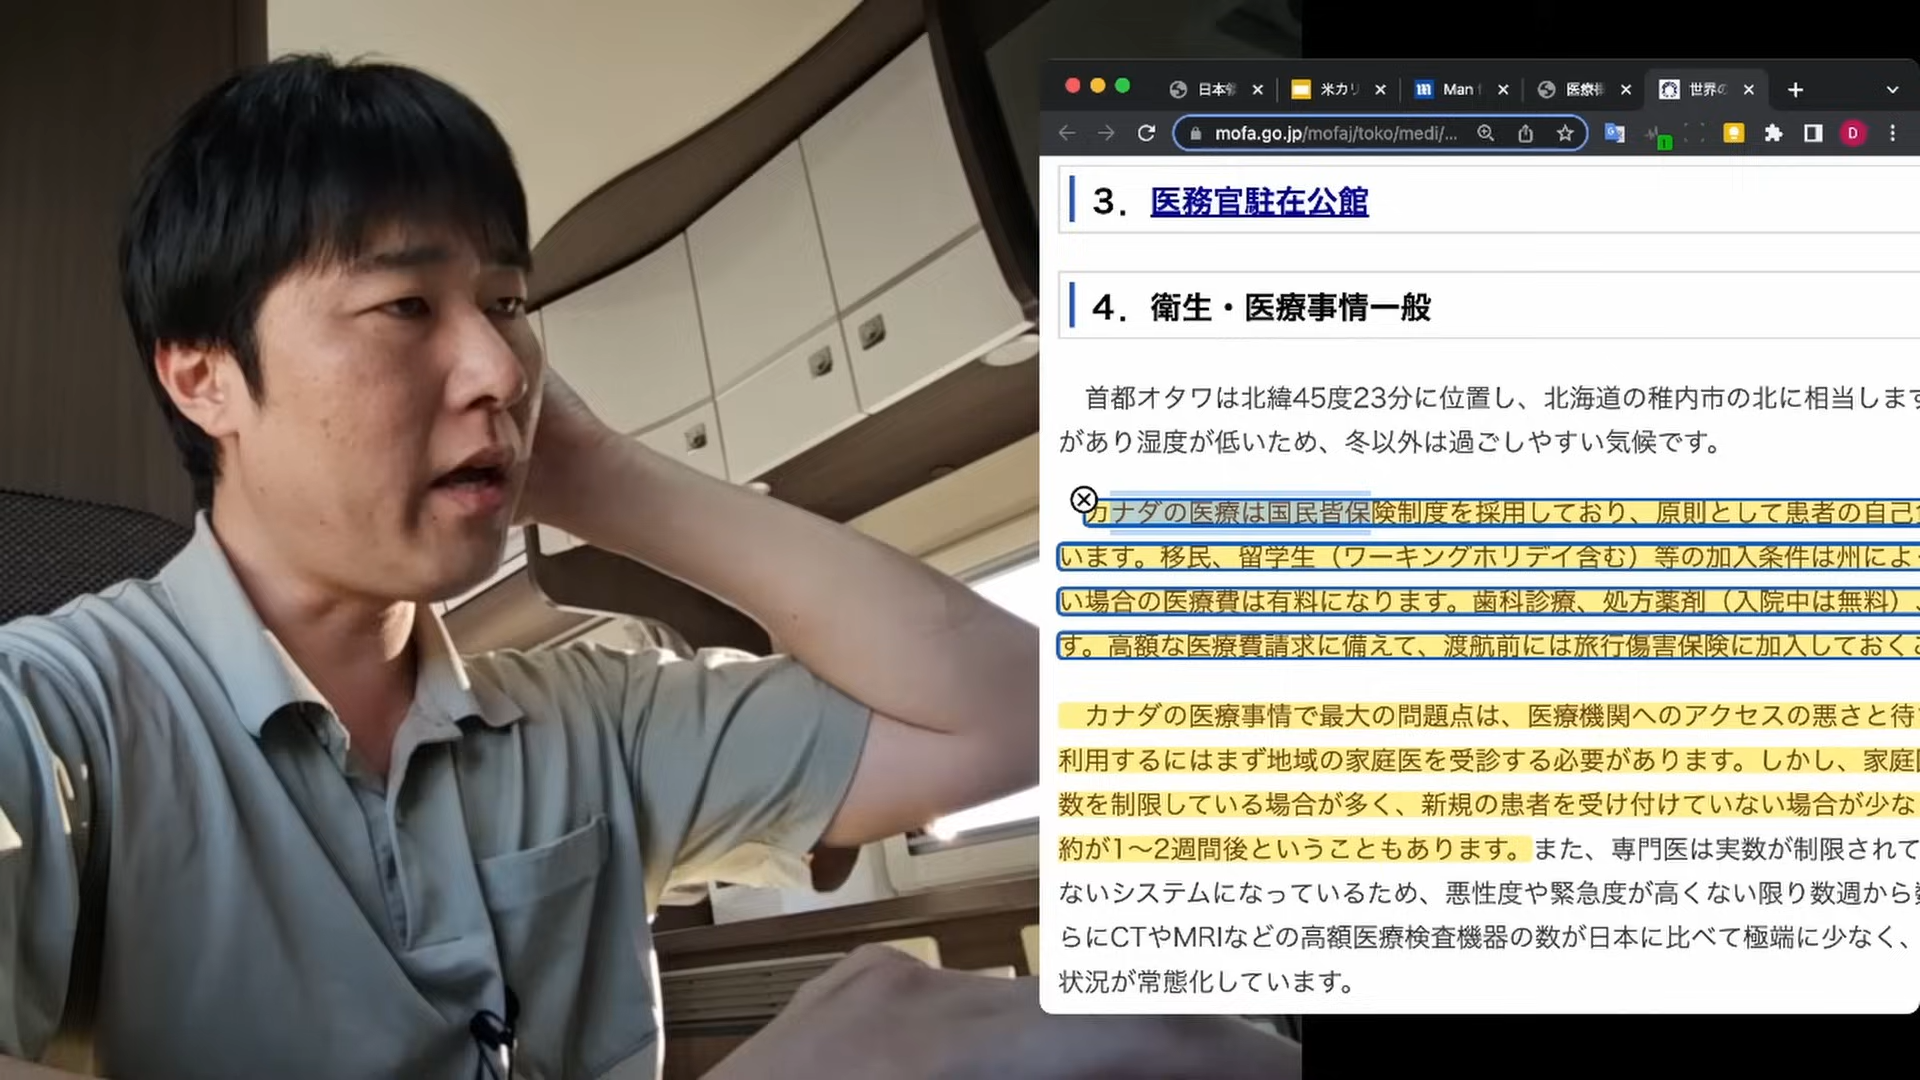 日本
米カリ
Man
医療
世界の
mofa.go.jp/mofaj/toko/medi/...
D
3. 医務官駐在公館
4. 衛生・医療事情一般
首都オタワは北緯45度23分に位置し、北海道の稚内市の北に相当します
があり湿度が低いため、冬以外は過ごしやすい気候です。
カナダの医療は国民皆保険制度を採用しており、原則として患者の自己
います。移民、留学生(ワーキングホリデイ含む)等の加入条件は州によ
い場合の医療費は有料になります。歯科診療、処方薬剤(入院中は無料)、
す。高額な医療費請求に備えて、渡航前には旅行傷害保険に加入しておくこ
カナダの医療事情で最大の問題点は、医療機関へのアクセスの悪さと待
利用するにはまず地域の家庭医を受診する必要があります。しかし、家庭
数を制限している場合が多く、新規の患者を受け付けていない場合が少な
約が1〜2週間後ということもあります。また、専門医は実数が制限されて
ないシステムになっているため、悪性度や緊急度が高くない限り数週から
らにCTやMRIなどの高額医療検査機器の数が日本に比べて極端に少なく、
状況が常態化しています。